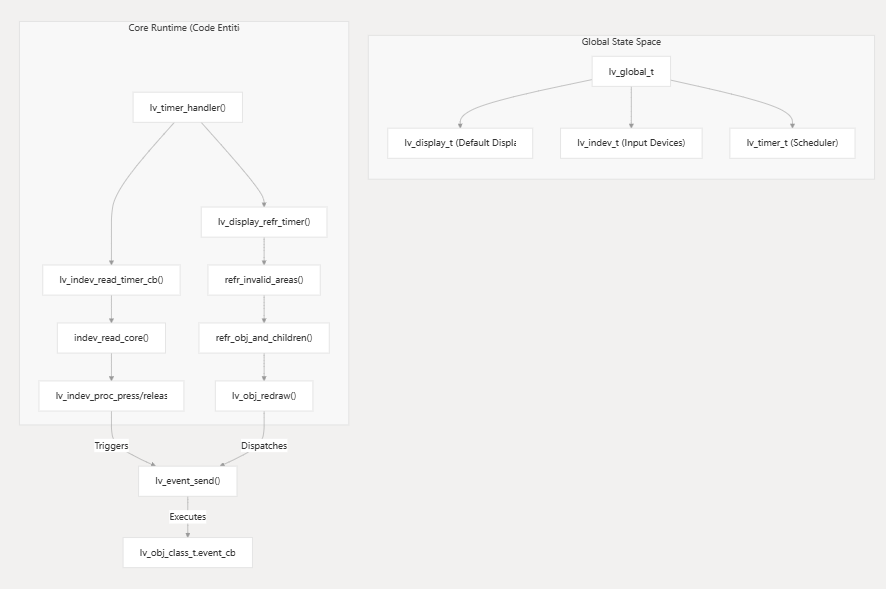 Core Runtime (Code Entiti
lv_timer_handler()
lv_display_refr_timer()
lv_indev_read_timer_cb()
refr_invalid_areas()
indev_read_core()
refr_obj_and_children()
lv_indev_proc_press/releas
lv_obj_redraw()
Triggers
Dispatches
lv_event_send()
Executes
lv_obj_class_t.event_cb
Global State Space
lv_global_t
lv_display_t (Default Displa
lv_indev_t (Input Devices)
lv_timer_t (Scheduler)